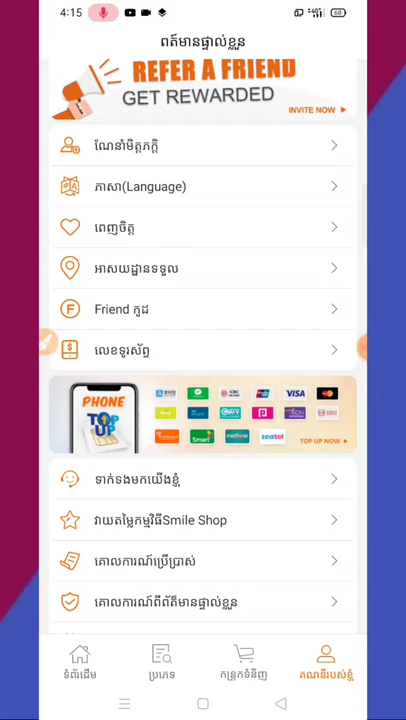 4:15
68
ពត៍មានផ្ទាល់ខ្លួន
REFER A FRIEND
GET REWARDED
INVITE NOW
ណែនាំមិត្តភក្តិ
ភាសា(Language)
ពេញចិត្ត
អាសយដ្ឋានទទួល
Friend កូដ
លេខទូរស័ព្ទ
PHONE
TOP
UP
VISA
Smart
seatel
TOP UP NOW
ទាក់ទងមកយើងខ្ញុំ
វាយតម្លៃកម្មវិធីSmile Shop
គោលការណ៍ប្រើប្រាស់
គោលការណ៍ពីព័ត៌មានផ្ទាល់ខ្លួន
ទំព័រដើម
ប្រភេទ
កន្ត្រកទំនិញ
គណនីរបស់ខ្ញុំ